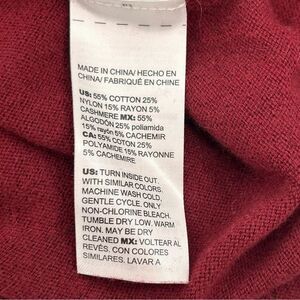 MADE IN CHINA/ HECHO EN
CHINA/ FABRIQUÉ EN CHINE
US: 55% COTTON 25%
NYLON 15% RAYON 5%
CASHMERE MX: 55%
ALGODÓN 25% poliamida
15% rayón 5% CACHEMIR
CA: 55% COTON 25%
POLYAMIDE 15% RAYONNE
5% CACHEMIRE
US: TURN INSIDE OUT.
WITH SIMILAR COLORS.
MACHINE WASH COLD,
GENTLE CYCLE. ONLY
NON-CHLORINE BLEACH.
TUMBLE DRY LOW, WARM
IRON. MAY BE DRY
CLEANED MX: VOLTEAR AL
REVÉS. CON COLORES
SIMILARES. LAVAR A